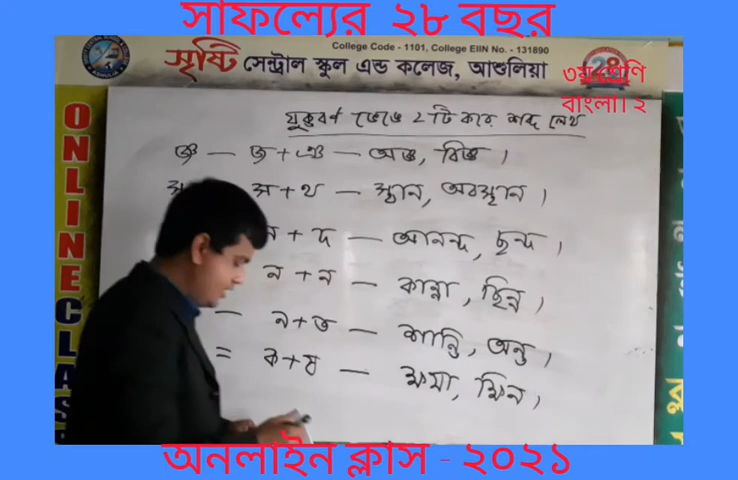 সাফল্যের ২৮ বছর
College Code - 1101, College EIIN No. - 131890
সৃষ্টি সেন্ট্রাল স্কুল এন্ড কলেজ, আশুলিয়া
28
৩য় শ্রেণি
বাংলা। ২
ONLINE CLASS
যুক্তবর্ণ ভেঙে ২টি করে শব্দ লেখ
জ্ঞ — জ+ঞ — অজ্ঞ, বিজ্ঞ।
স+থ — স্থান, অবস্থান।
ন + দ — আনন্দ, ছন্দ।
ন + ন — কান্না, ছিন্ন।
— ন+ত — শান্তি, অন্ত।
= ক+ষ — ক্ষমা, ক্ষিন।
অনলাইন ক্লাস - ২০২১